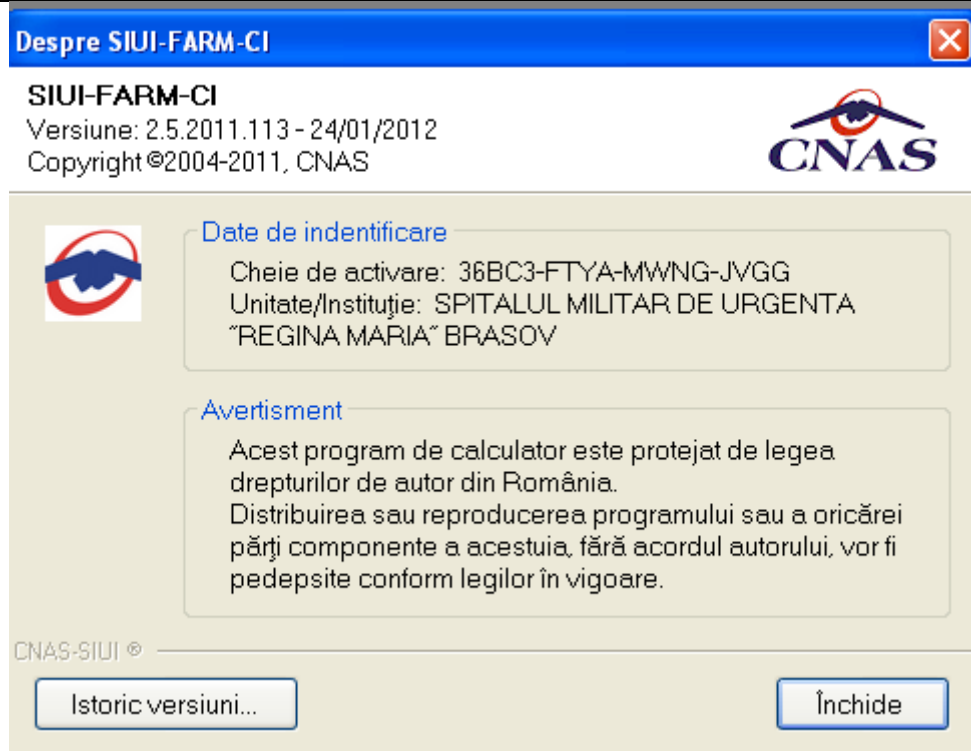 Despre SIUI-FARM-CI
SIUI-FARM-CI
Versiune: 2.5.2011.113 - 24/01/2012
Copyright ©2004-2011, CNAS
CNAS
Date de indentificare
Cheie de activare: 36BC3-FTYA-MWNG-JVGG
Unitate/Instituţie: SPITALUL MILITAR DE URGENTA
˝REGINA MARIA˝ BRASOV
Avertisment
Acest program de calculator este protejat de legea
drepturilor de autor din România.
Distribuirea sau reproducerea programului sau a oricărei
părţi componente a acestuia, fără acordul autorului, vor fi
pedepsite conform legilor în vigoare.
CNAS-SIUI ®
Istoric versiuni...
Închide